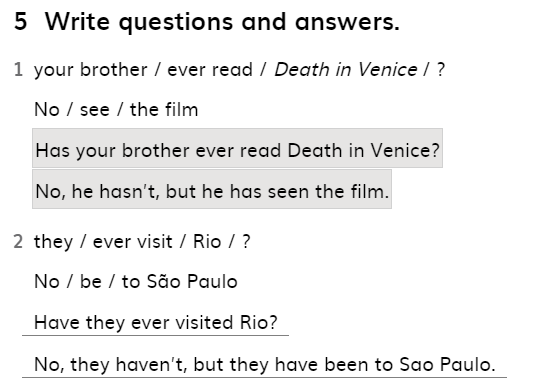 5 Write questions and answers.
1 your brother / ever read / Death in Venice / ?
No / see / the film
Has your brother ever read Death in Venice?
No, he hasn't, but he has seen the film.
2 they / ever visit / Rio / ?
No / be / to São Paulo
Have they ever visited Rio?
No, they haven't, but they have been to Sao Paulo.